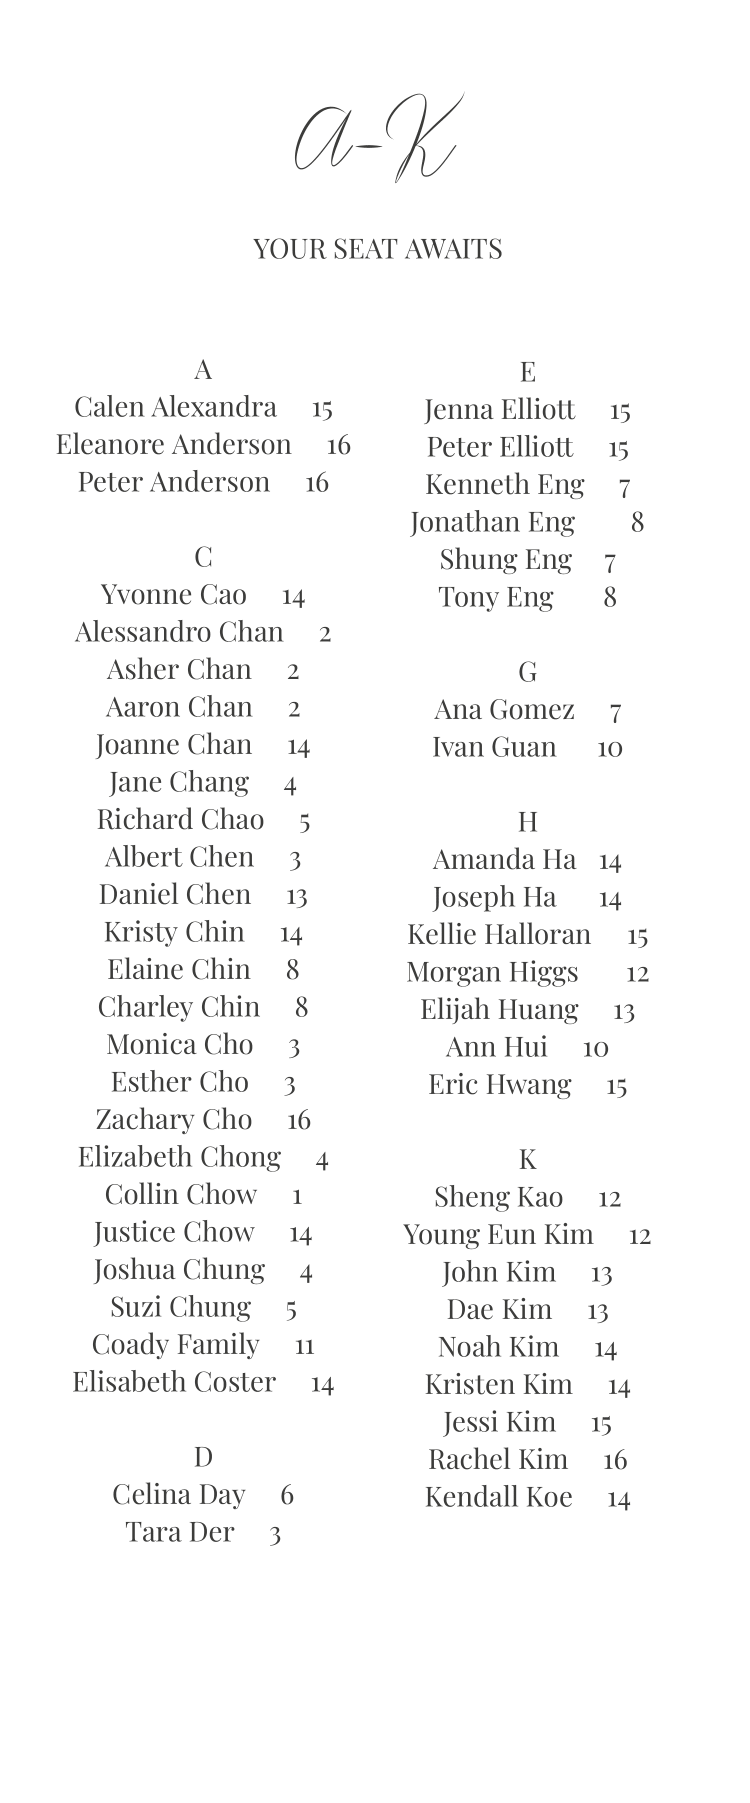 a-K
YOUR SEAT AWAITS
A
Calen Alexandra 15
Eleanore Anderson 16
Peter Anderson 16
C
Yvonne Cao 14
Alessandro Chan 2
Asher Chan 2
Aaron Chan 2
Joanne Chan 14
Jane Chang 4
Richard Chao 5
Albert Chen 3
Daniel Chen 13
Kristy Chin 14
Elaine Chin 8
Charley Chin 8
Monica Cho 3
Esther Cho 3
Zachary Cho 16
Elizabeth Chong 4
Collin Chow 1
Justice Chow 14
Joshua Chung 4
Suzi Chung 5
Coady Family 11
Elisabeth Coster 14
D
Celina Day 6
Tara Der 3
E
Jenna Elliott 15
Peter Elliott 15
Kenneth Eng 7
Jonathan Eng 8
Shung Eng 7
Tony Eng 8
G
Ana Gomez 7
Ivan Guan 10
H
Amanda Ha 14
Joseph Ha 14
Kellie Halloran 15
Morgan Higgs 12
Elijah Huang 13
Ann Hui 10
Eric Hwang 15
K
Sheng Kao 12
Young Eun Kim 12
John Kim 13
Dae Kim 13
Noah Kim 14
Kristen Kim 14
Jessi Kim 15
Rachel Kim 16
Kendall Koe 14